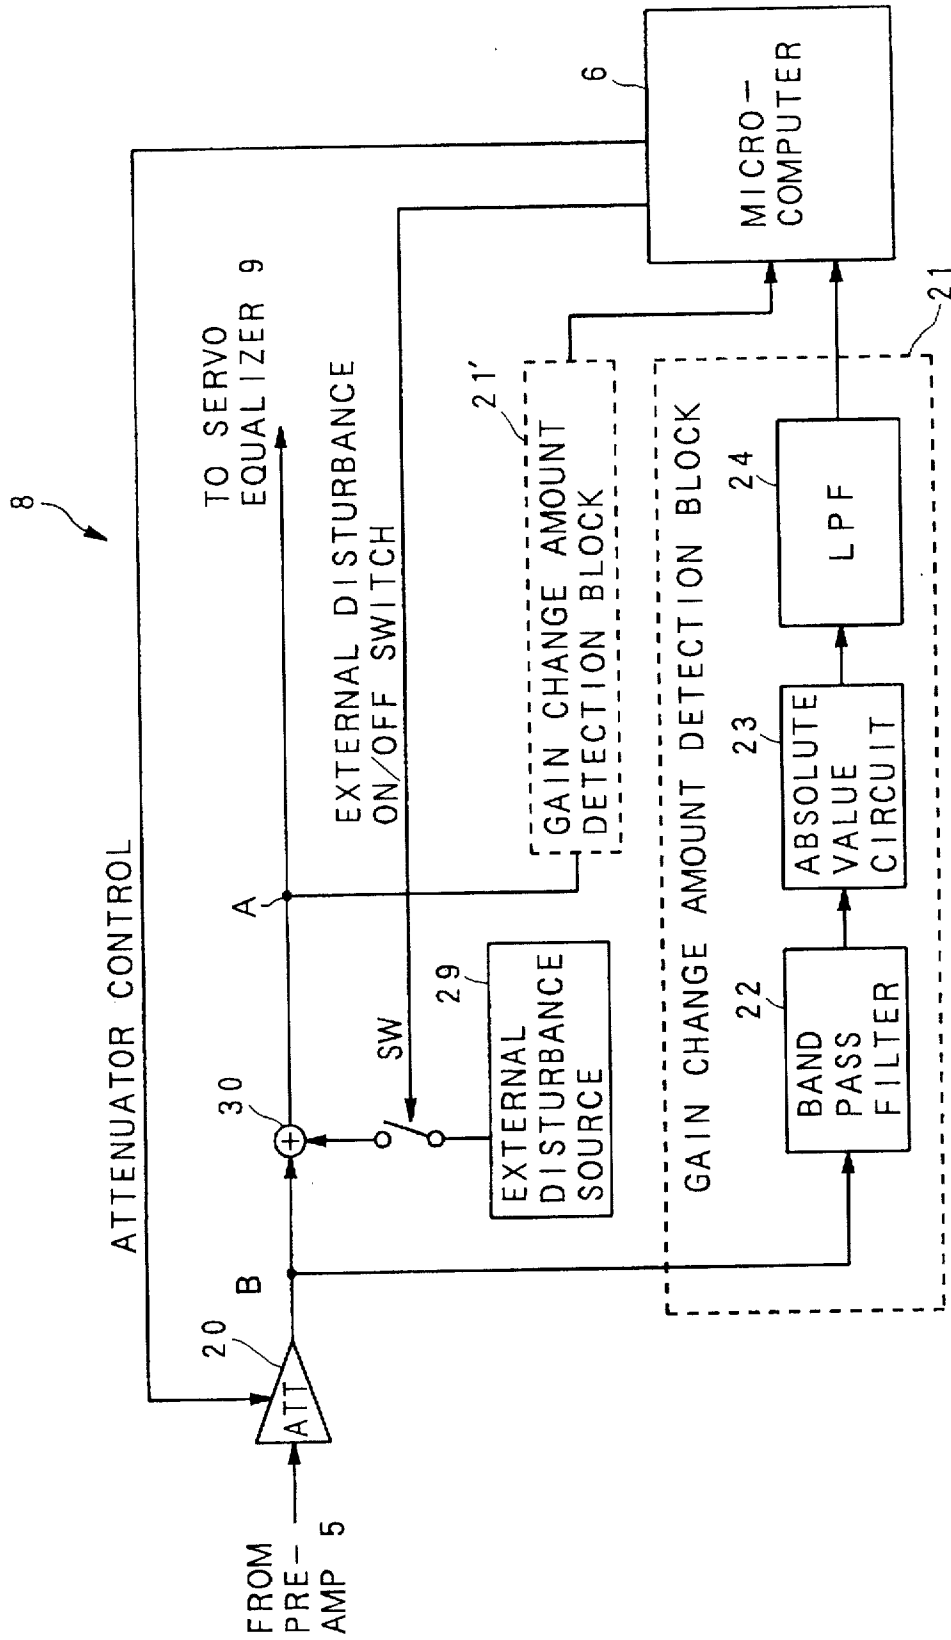 8
ATTENUATOR CONTROL
FROM
PRE-
AMP 5
ATT
20
B
30
A
TO SERVO
EQUALIZER 9
EXTERNAL DISTURBANCE
ON/OFF SWITCH
SW
EXTERNAL
DISTURBANCE
SOURCE
29
GAIN CHANGE AMOUNT
DETECTION BLOCK
21'
MICRO-
COMPUTER
6
GAIN CHANGE AMOUNT DETECTION BLOCK
21
BAND
PASS
FILTER
22
ABSOLUTE
VALUE
CIRCUIT
23
LPF
24